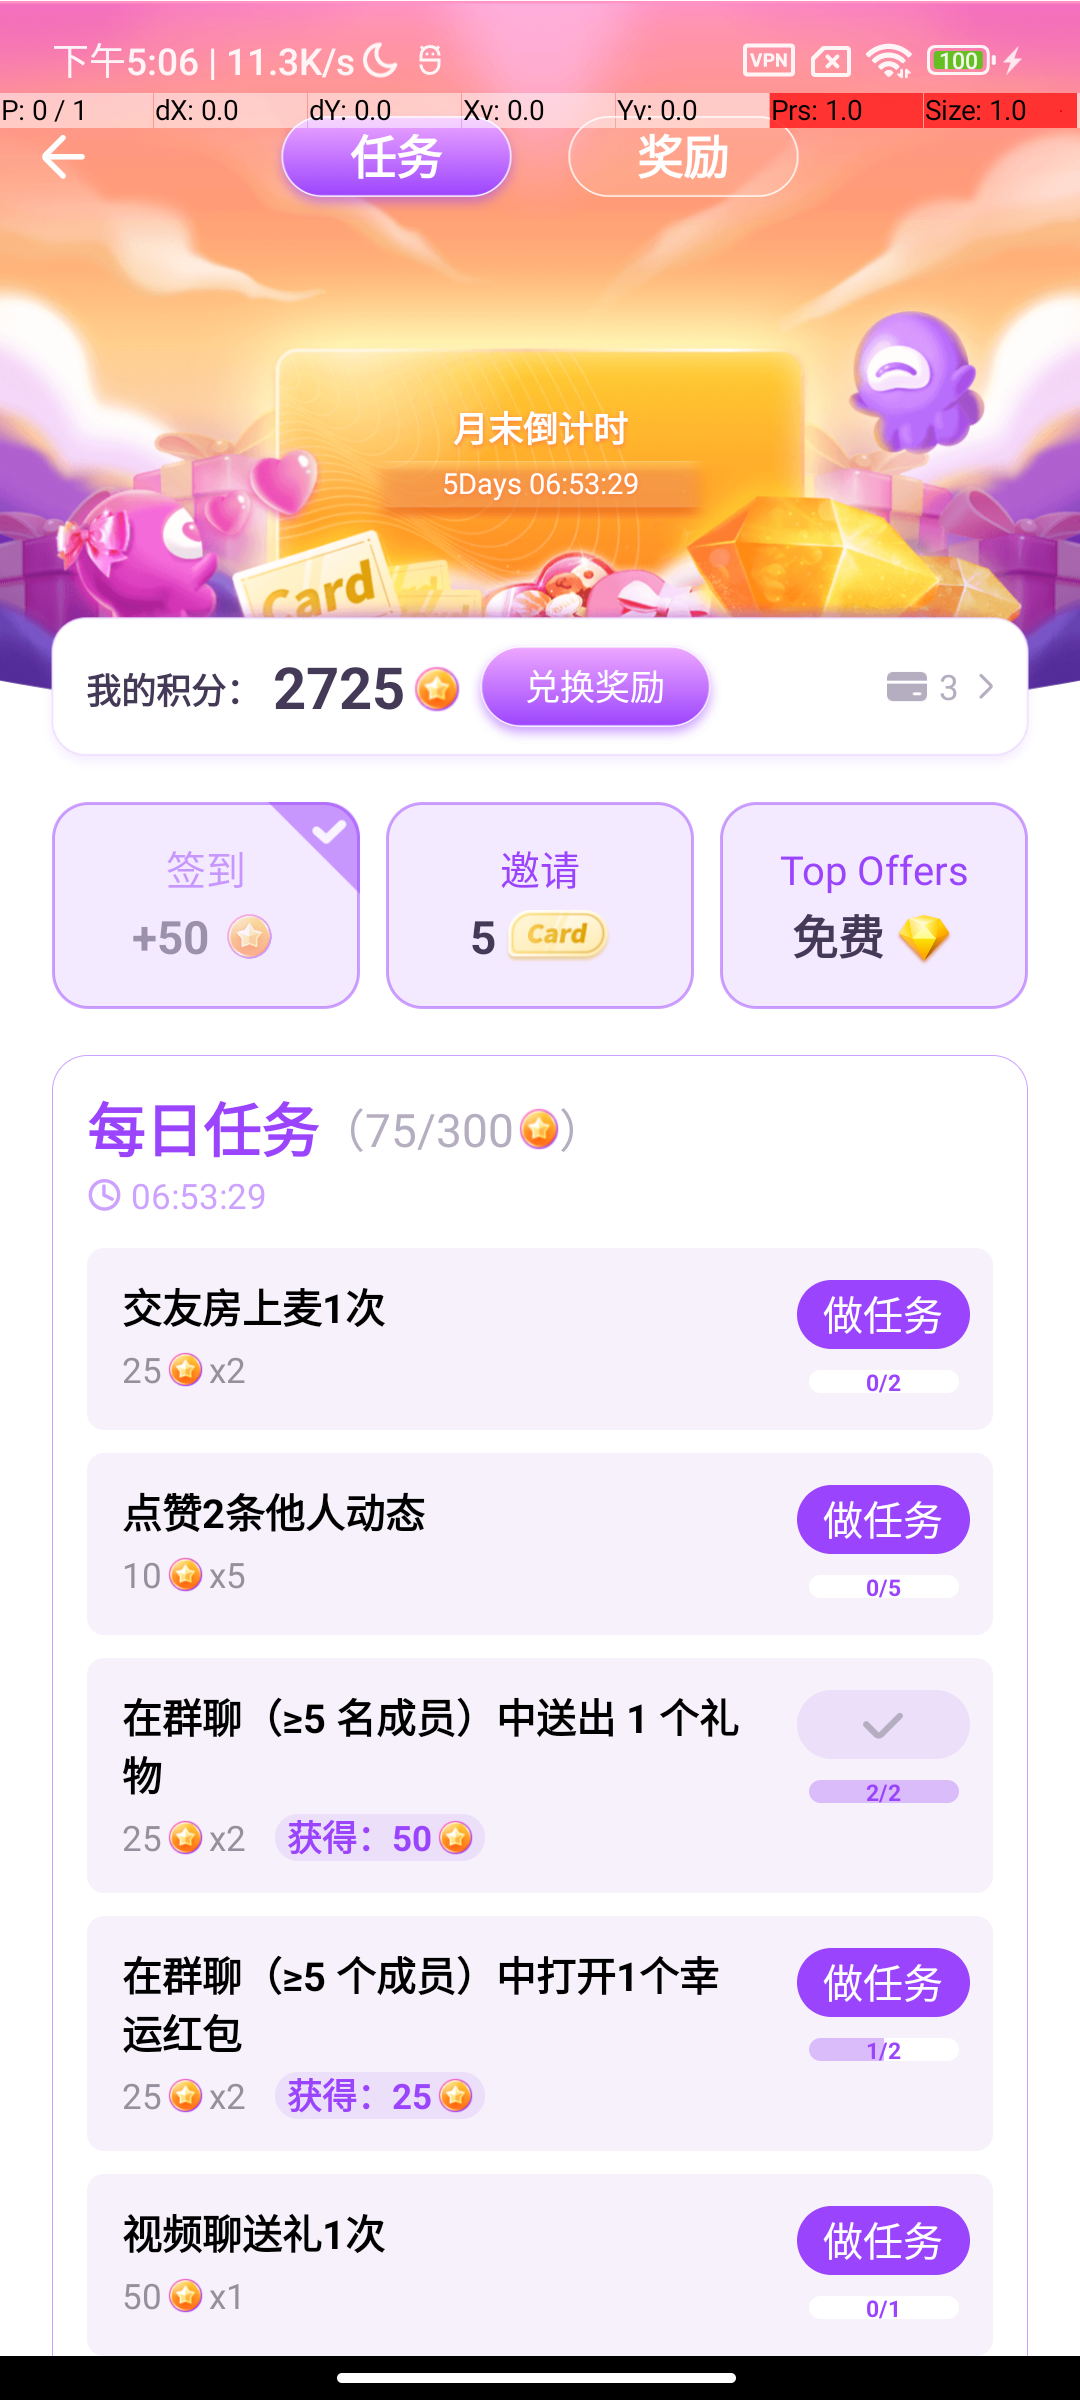 下午5:06 | 11.3K/s
VPN
100
P: 0 / 1
dX: 0.0
dY: 0.0
Xv: 0.0
Yv: 0.0
Prs: 1.0
Size: 1.0
任务
奖励
月末倒计时
5Days 06:53:29
Card
我的积分：
2725
兑换奖励
3
签到
+50
邀请
5
Card
Top Offers
免费
每日任务
（75/300）
06:53:29
交友房上麦1次
25 x2
做任务
0/2
点赞2条他人动态
10 x5
做任务
0/5
在群聊（≥5 名成员）中送出 1 个礼
物
25 x2
获得：50
2/2
在群聊（≥5 个成员）中打开1个幸
运红包
25 x2
获得：25
做任务
1/2
视频聊送礼1次
50 x1
做任务
0/1